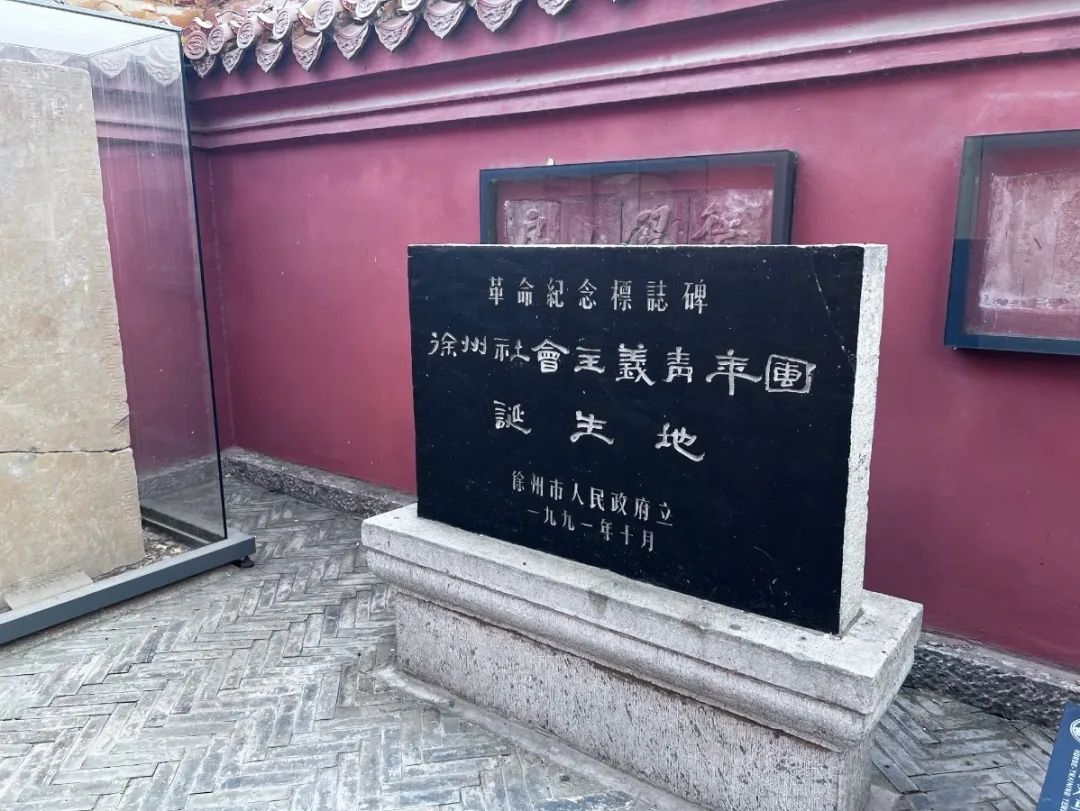 革命紀念標誌碑
徐州社會主義青年团
誕生地
徐州市人民政府立
一九九一年十月